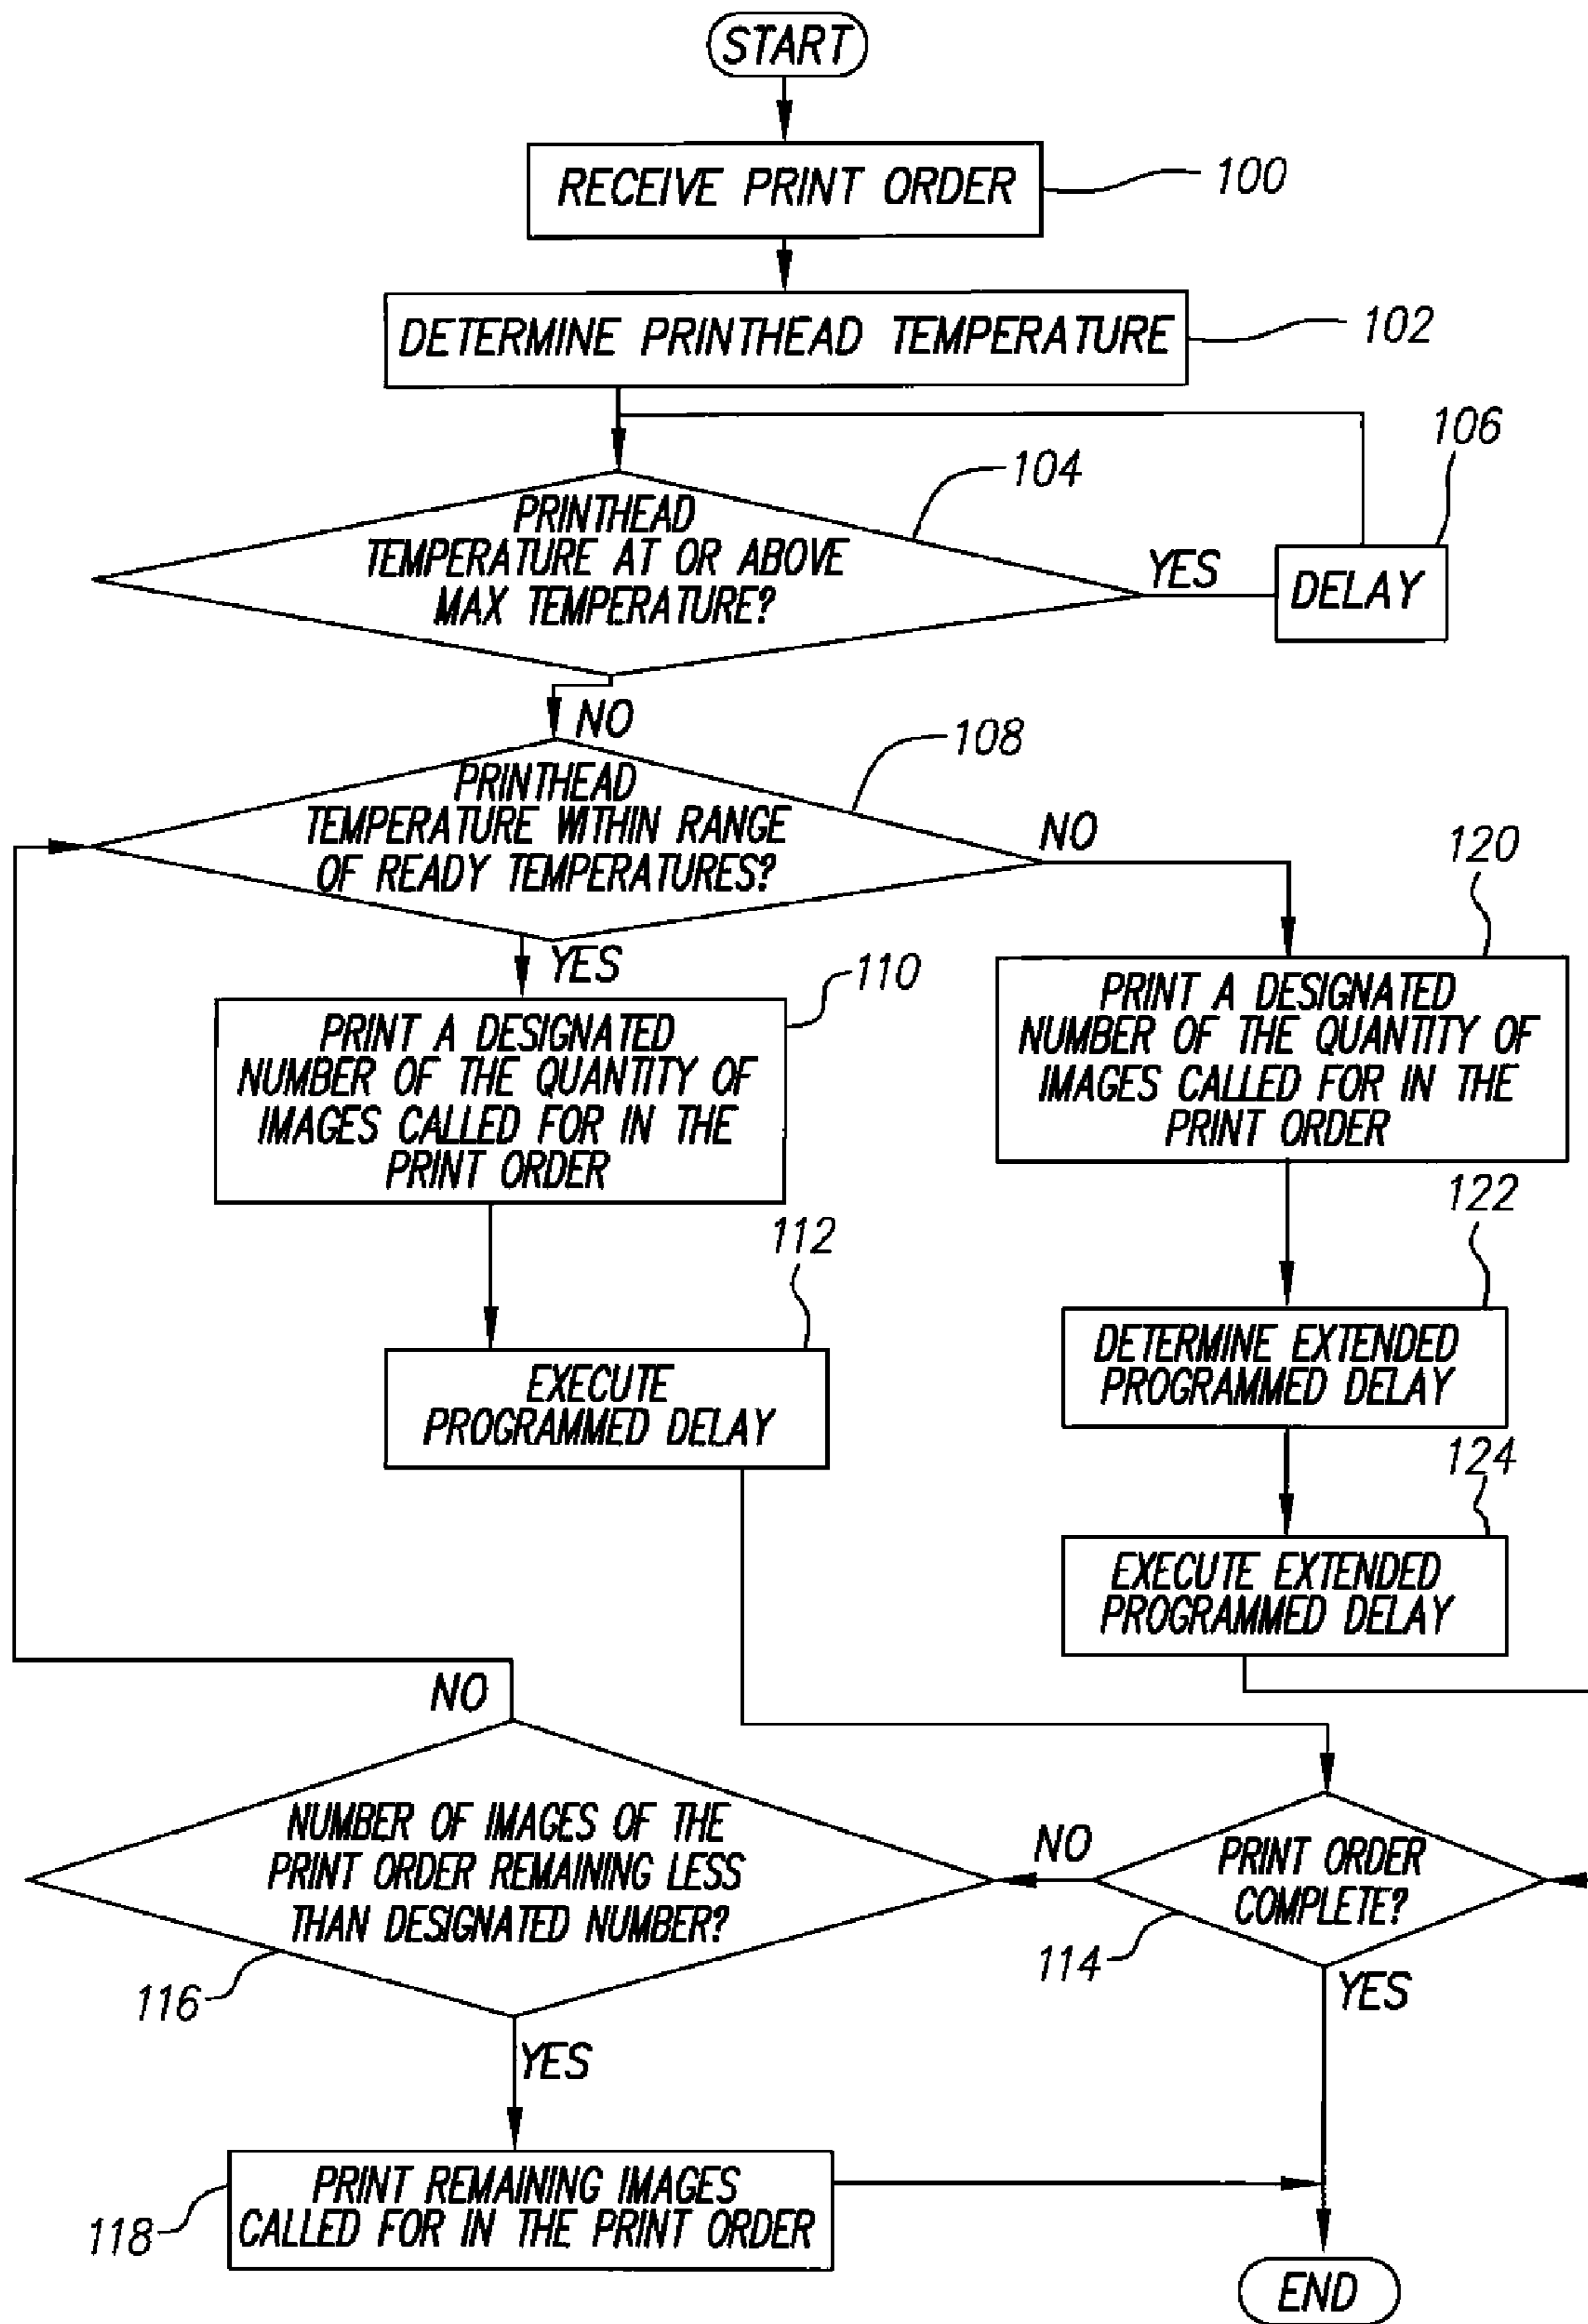 START
RECEIVE PRINT ORDER
100
DETERMINE PRINTHEAD TEMPERATURE
102
106
104
PRINTHEAD
TEMPERATURE AT OR ABOVE
MAX TEMPERATURE?
YES
DELAY
NO
108
PRINTHEAD
TEMPERATURE WITHIN RANGE
OF READY TEMPERATURES?
NO
120
YES
110
PRINT A DESIGNATED
NUMBER OF THE QUANTITY OF
IMAGES CALLED FOR IN THE
PRINT ORDER
PRINT A DESIGNATED
NUMBER OF THE QUANTITY OF
IMAGES CALLED FOR IN THE
PRINT ORDER
112
122
EXECUTE
PROGRAMMED DELAY
DETERMINE EXTENDED
PROGRAMMED DELAY
124
EXECUTE EXTENDED
PROGRAMMED DELAY
NO
NUMBER OF IMAGES OF THE
PRINT ORDER REMAINING LESS
THAN DESIGNATED NUMBER?
NO
PRINT ORDER
COMPLETE?
116
114
YES
YES
PRINT REMAINING IMAGES
CALLED FOR IN THE PRINT ORDER
118
END